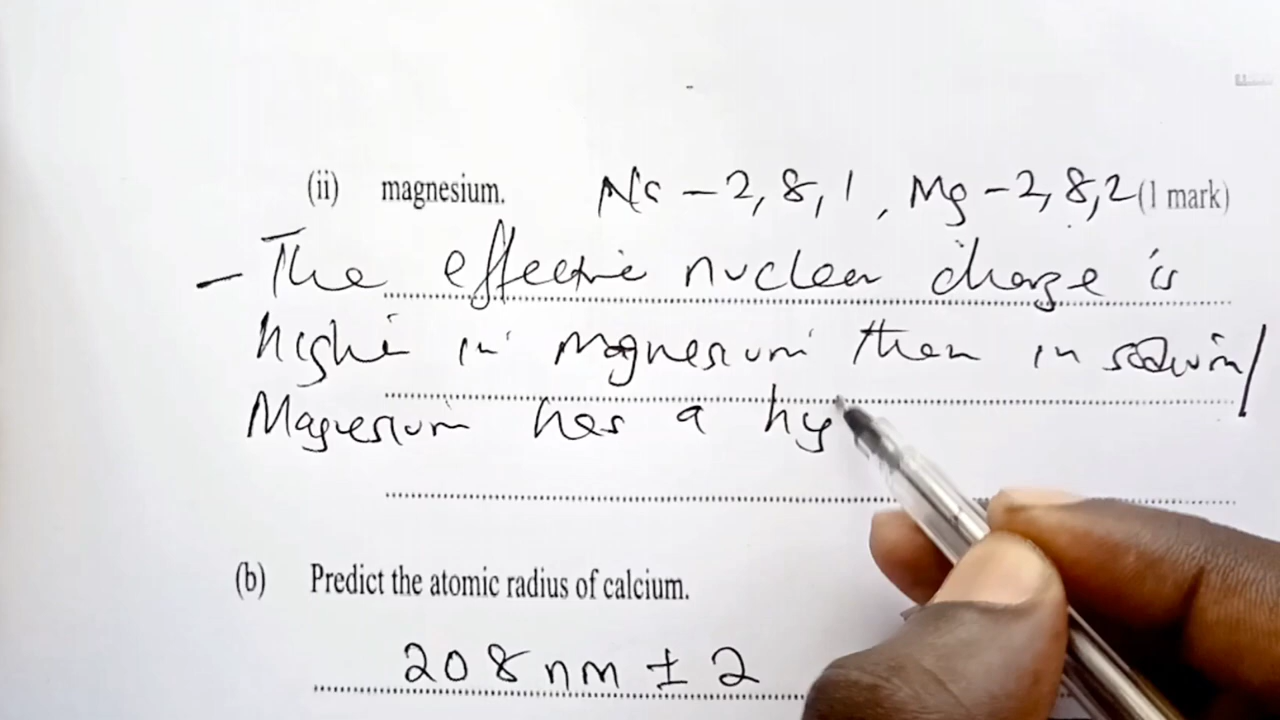 (ii) magnesium. Na - 2, 8, 1 , Mg - 2, 8, 2 (1 mark)
- The effective nuclear charge is
higher in magnesium than in sodium/
Magnesium has a hig
(b) Predict the atomic radius of calcium.
208 nm ± 2